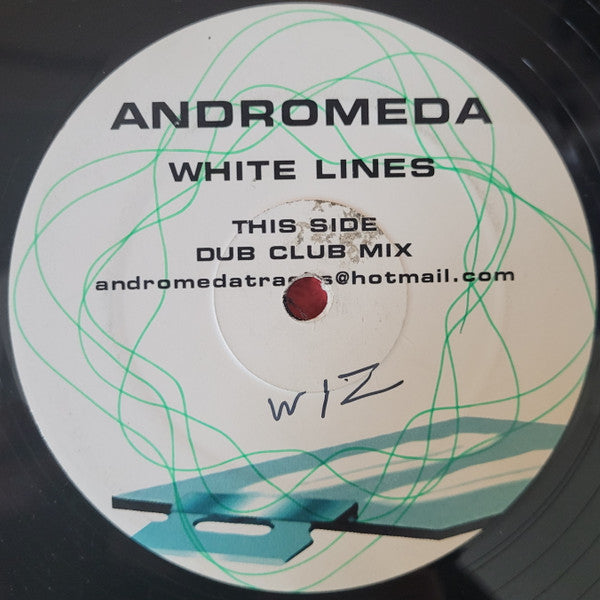 ANDROMEDA
WHITE LINES
THIS SIDE
DUB CLUB MIX
WIZ